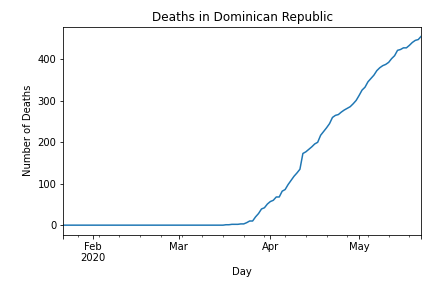 Deaths in Dominican Republic
Number of Deaths
400
300
200
100
0
Feb
2020
Mar
Apr
May
Day